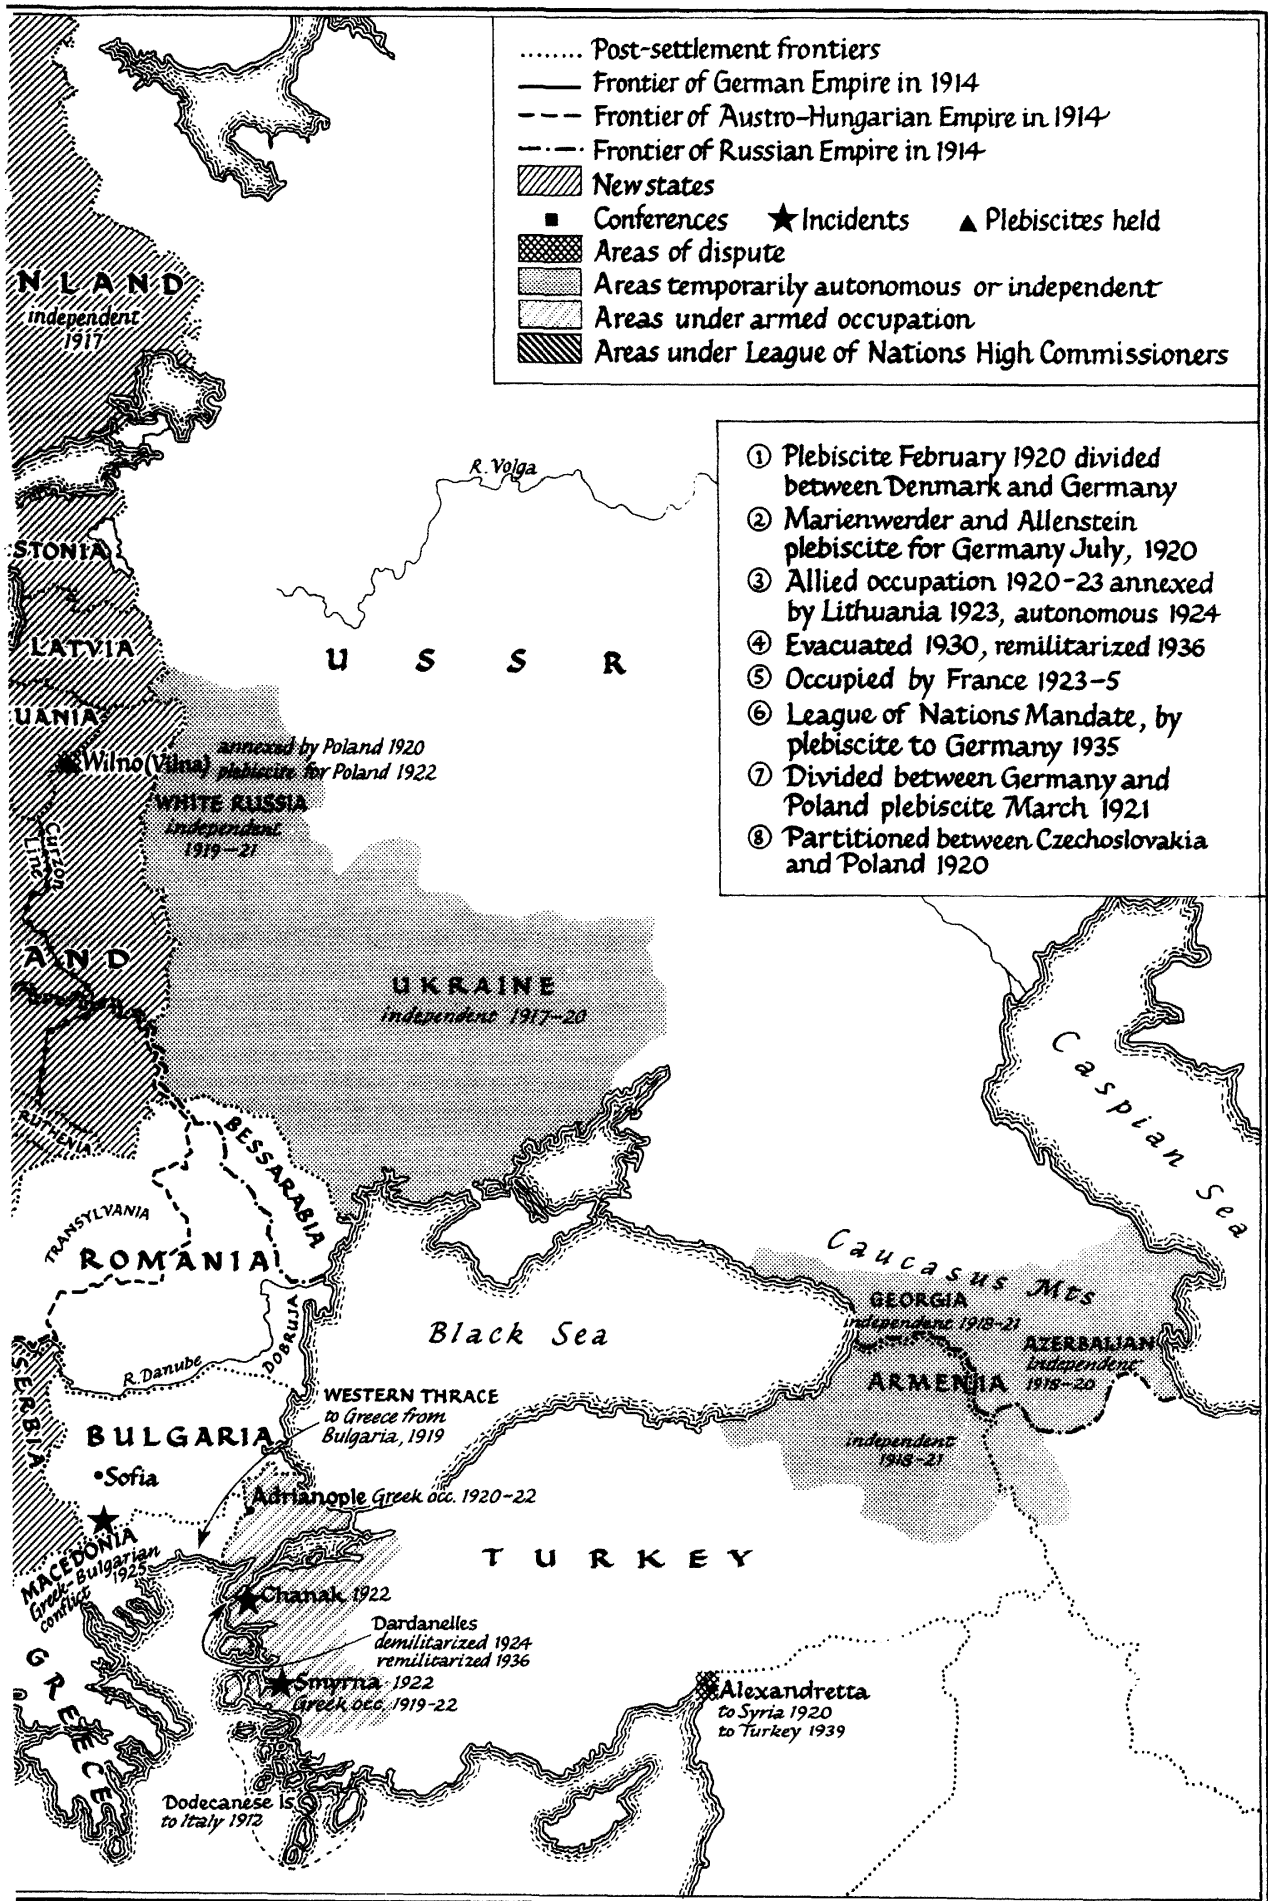 Post-settlement frontiers
Frontier of German Empire in 1914
Frontier of Austro-Hungarian Empire in 1914
Frontier of Russian Empire in 1914
New states
Conferences ★ Incidents ▲ Plebiscites held
Areas of dispute
Areas temporarily autonomous or independent
Areas under armed occupation
Areas under League of Nations High Commissioners
① Plebiscite February 1920 divided
between Denmark and Germany
② Marienwerder and Allenstein
plebiscite for Germany July, 1920
③ Allied occupation 1920-23 annexed
by Lithuania 1923, autonomous 1924
④ Evacuated 1930, remilitarized 1936
⑤ Occupied by France 1923-5
⑥ League of Nations Mandate, by
plebiscite to Germany 1935
⑦ Divided between Germany and
Poland plebiscite March 1921
⑧ Partitioned between Czechoslovakia
and Poland 1920
NLAND
independent
1917
R. Volga
STONIA
LATVIA
USSR
UANIA
Wilno (Vilna)
annexed by Poland 1920
plebiscite for Poland 1922
WHITE RUSSIA
independent
1919-21
Curzon
Line
AND
UKRAINE
independent 1917-20
RUTHENIA
BESSARABIA
TRANSYLVANIA
ROMANIA
Caspian Sea
Caucasus Mts
GEORGIA
independent 1918-21
AZERBAIJAN
independent
1918-20
ARMENIA
independent
1918-21
Black Sea
DOBRUJA
R. Danube
SERBIA
WESTERN THRACE
to Greece from
Bulgaria, 1919
BULGARIA
Sofia
Adrianople Greek occ. 1920-22
MACEDONIA
Greek-Bulgarian
conflict 1925
TURKEY
Chanak 1922
Dardanelles
demilitarized 1924
remilitarized 1936
Smyrna 1922
Greek occ. 1919-22
GREECE
Alexandretta
to Syria 1920
to Turkey 1939
Dodecanese Is
to Italy 1912